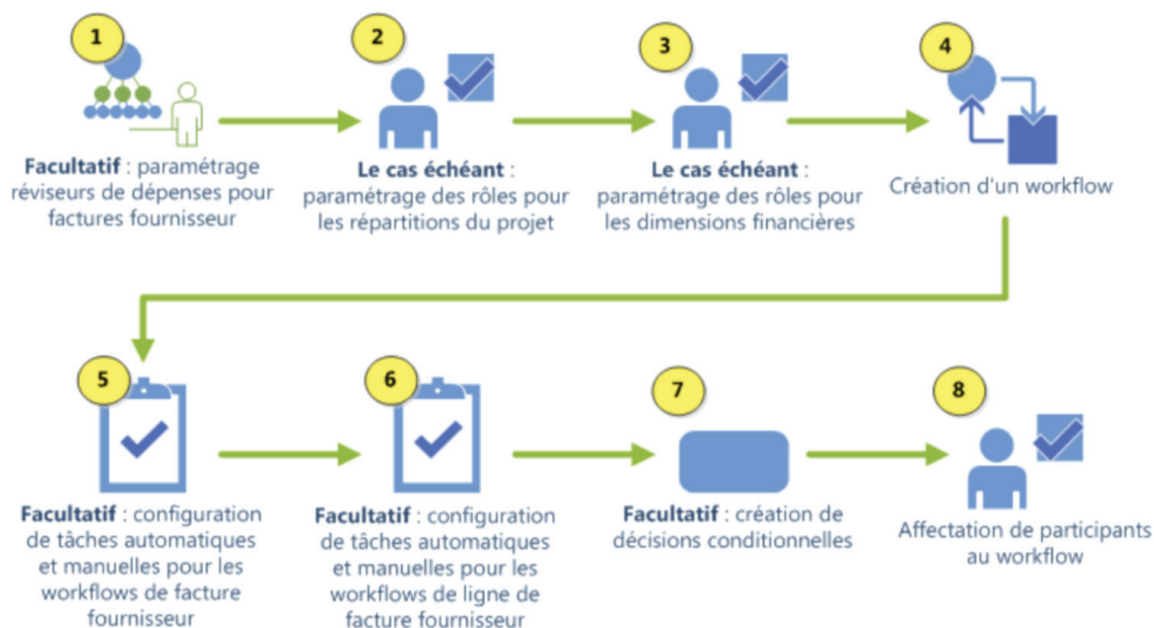 1
Facultatif : paramétrage
réviseurs de dépenses pour
factures fournisseur
2
Le cas échéant :
paramétrage des rôles pour
les répartitions du projet
3
Le cas échéant :
paramétrage des rôles pour
les dimensions financières
4
Création d'un workflow
5
Facultatif : configuration
de tâches automatiques
et manuelles pour les
workflows de facture
fournisseur
6
Facultatif : configuration
de tâches automatiques
et manuelles pour les
workflows de ligne de
facture fournisseur
7
Facultatif : création de
décisions conditionnelles
8
Affectation de participants
au workflow